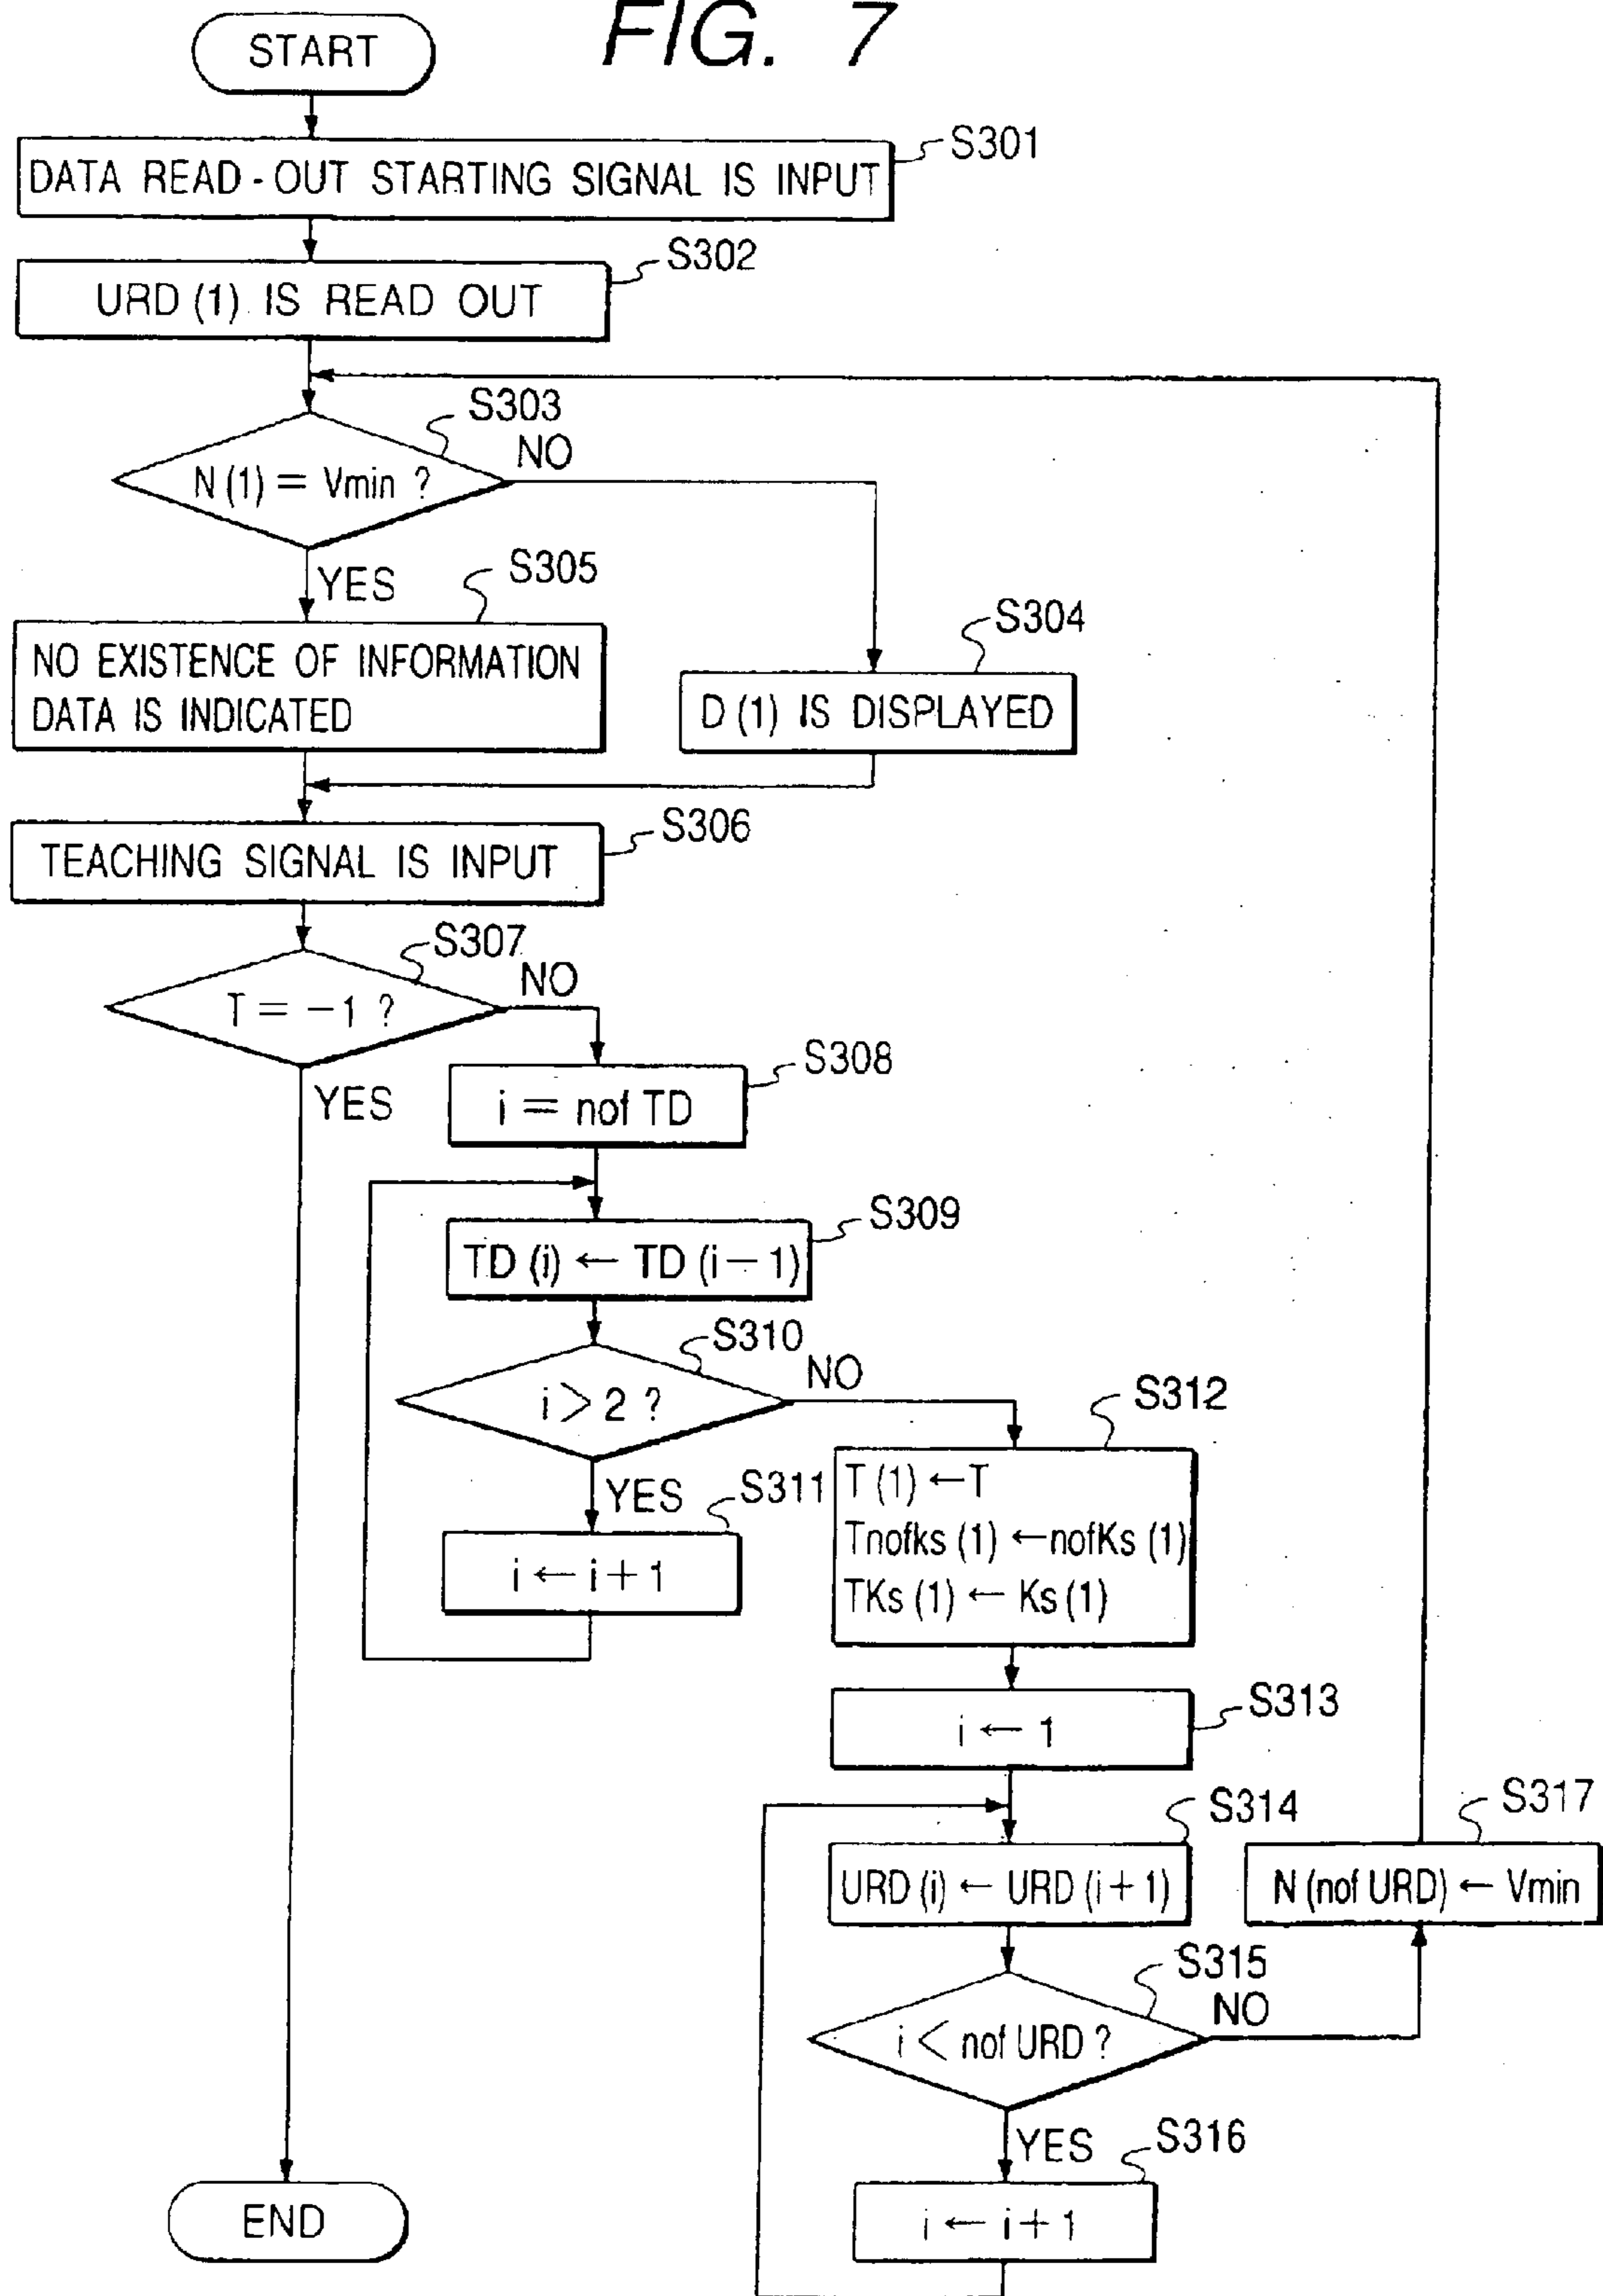 FIG. 7
START
S301
DATA READ-OUT STARTING SIGNAL IS INPUT
S302
URD (1) IS READ OUT
S303
N (1) = Vmin ?
NO
YES
S305
NO EXISTENCE OF INFORMATION
DATA IS INDICATED
S304
D (1) IS DISPLAYED
S306
TEACHING SIGNAL IS INPUT
S307
T = −1 ?
NO
YES
S308
i = nof TD
S309
TD (i) ← TD (i − 1)
S310
i > 2 ?
NO
YES
S311
i ← i + 1
S312
T (1) ← T
Tnofks (1) ← nofKs (1)
TKs (1) ← Ks (1)
S313
i ← 1
S314
URD (i) ← URD (i + 1)
S317
N (nof URD) ← Vmin
S315
i < nof URD ?
NO
YES
S316
i ← i + 1
END